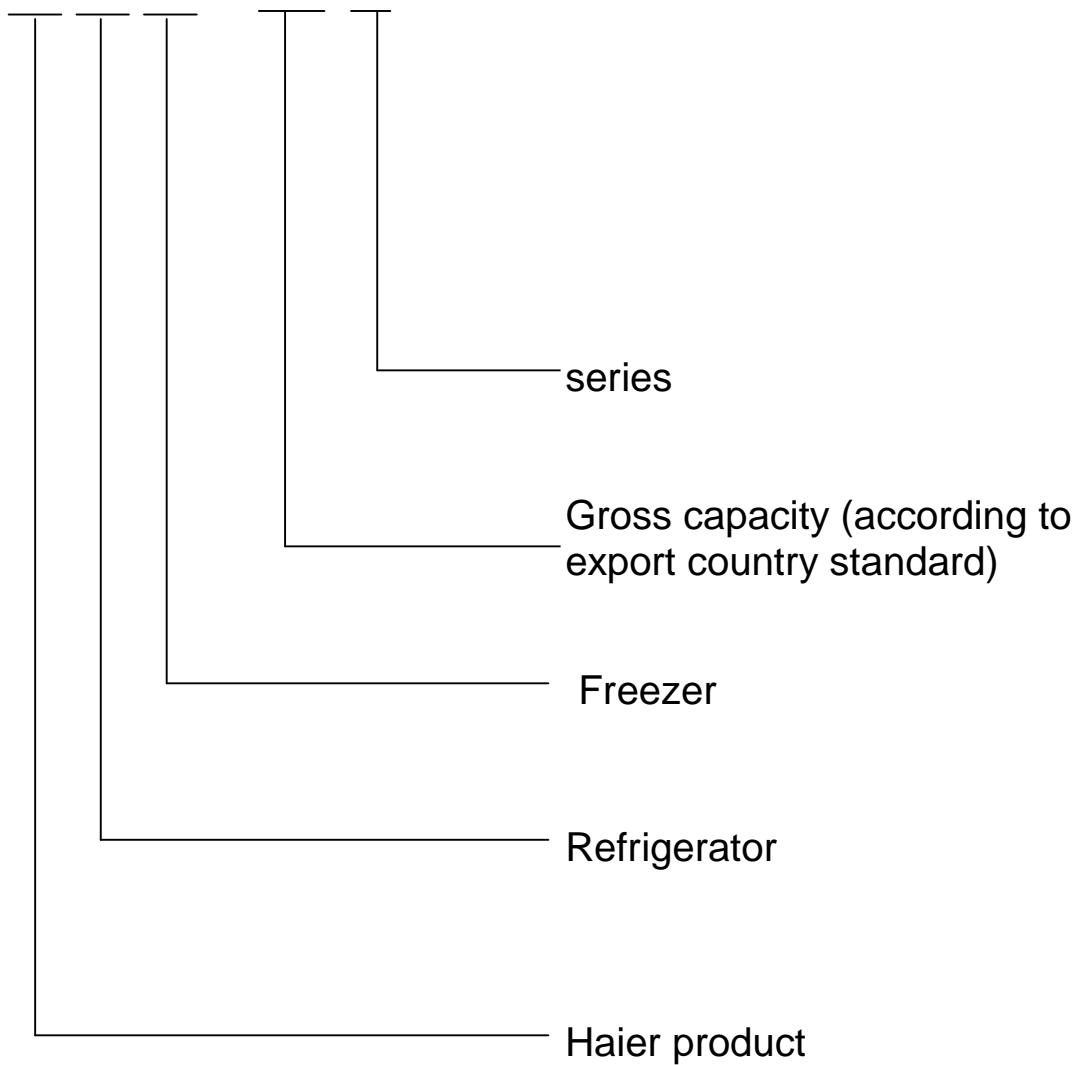 series
Gross capacity (according to
export country standard)
Freezer
Refrigerator
Haier product